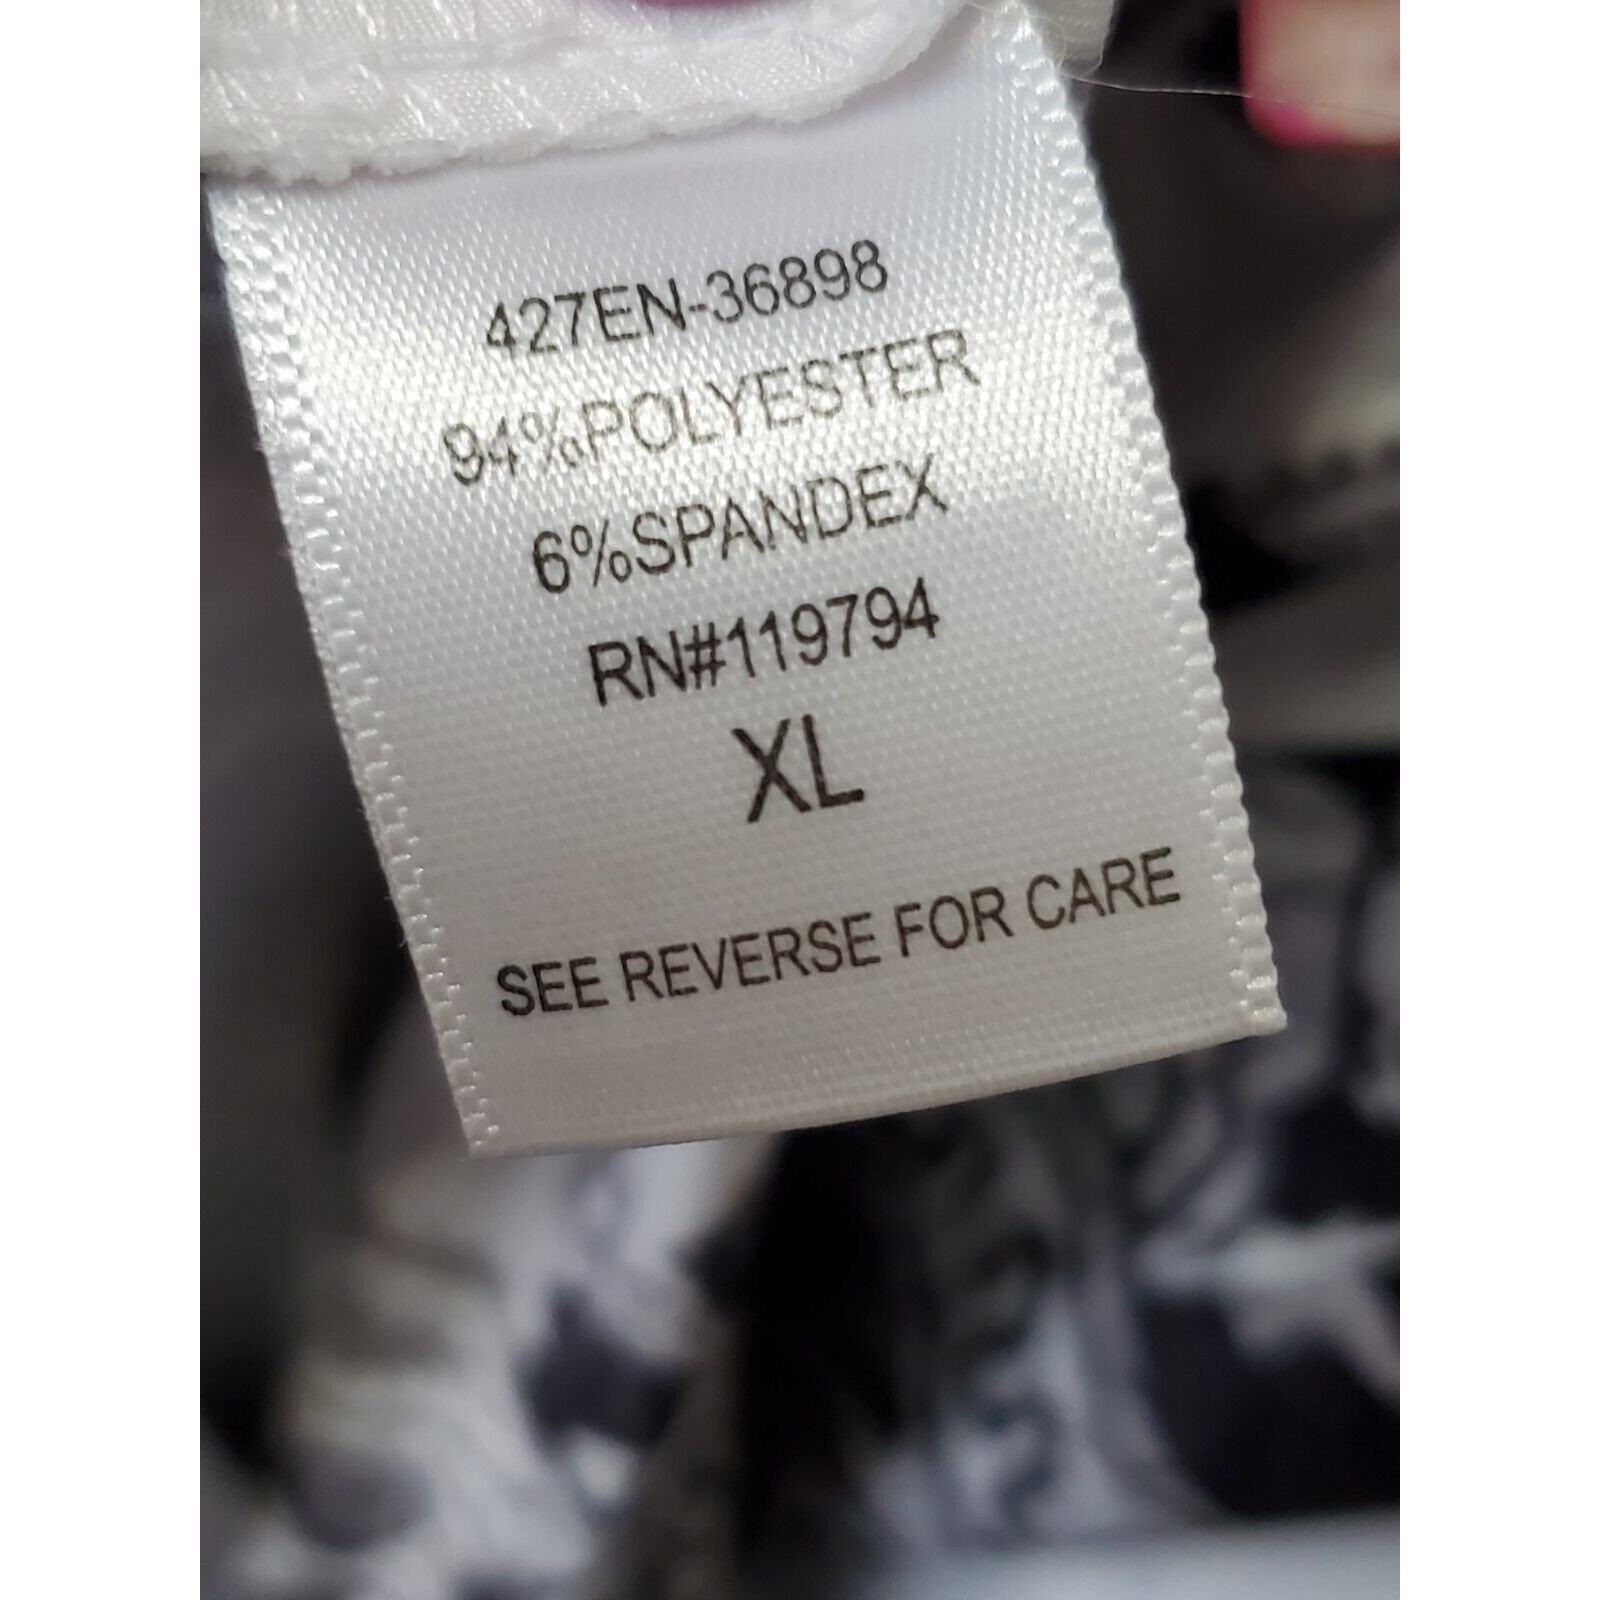 427EN-36898
94%POLYESTER
6%SPANDEX
RN#119794
XL
SEE REVERSE FOR CARE